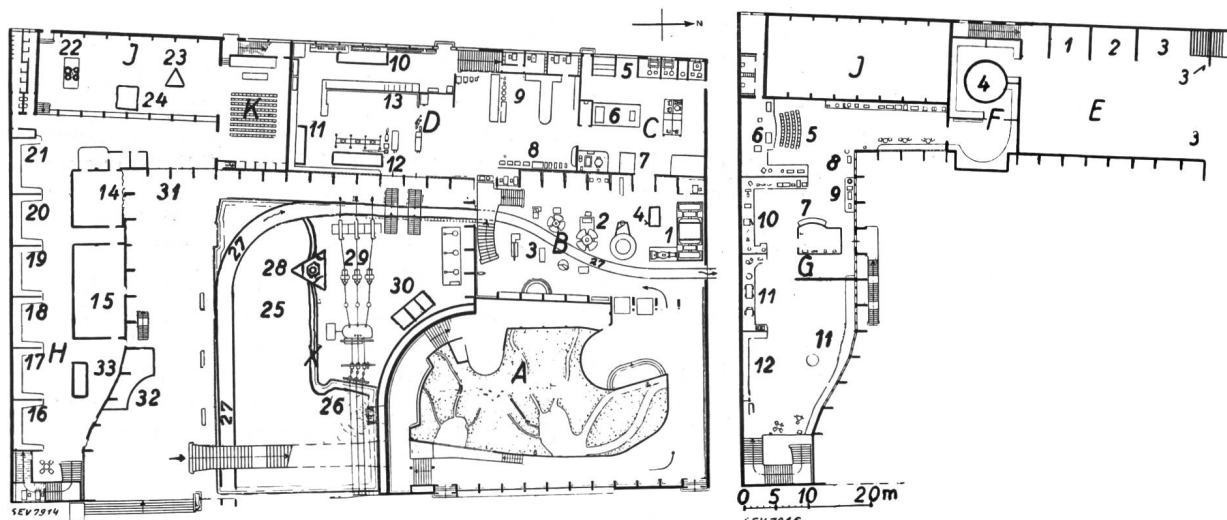 N
22 J 23 24 K
10 13 11 D 12
9 8 5 6 C 7
21 20 19 18 H 17 16
14 15 31 33 32
27 28 29 25 30 26 27
4 2 1 3 B 27
A
SEV7914
J 1 2 3 3
4 F E 3
6 5 8 9
10 7 G 11 11 12
0 5 10 20m